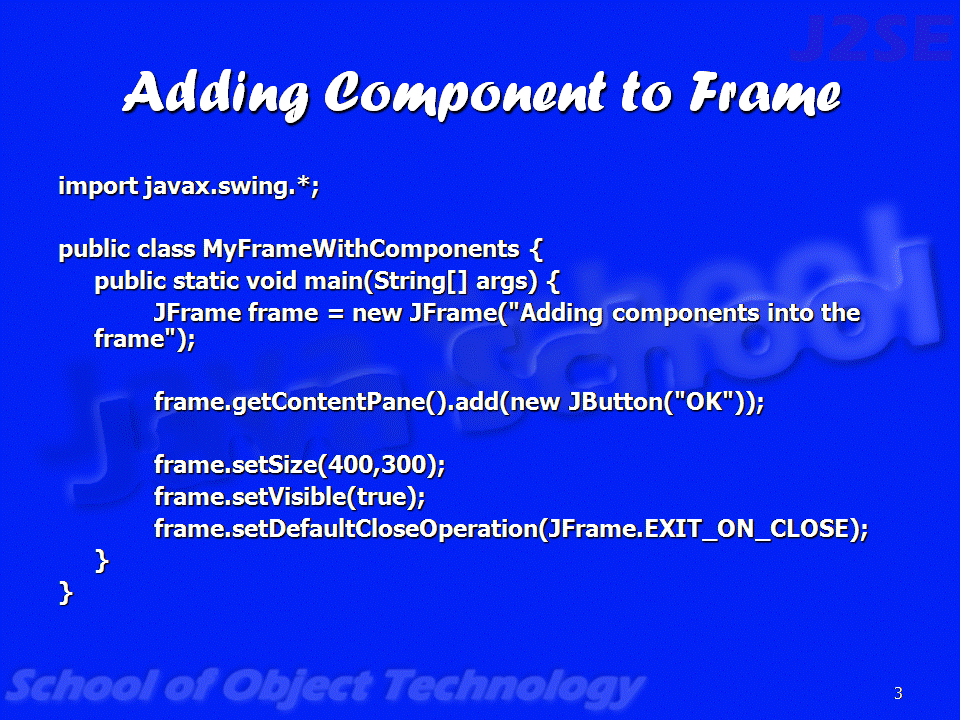 J2SE
Adding Component to Frame
import javax.swing.*;
public class MyFrameWithComponents {
public static void main(String[] args) {
JFrame frame = new JFrame("Adding components into the
frame");
frame.getContentPane().add(new JButton("OK"));
frame.setSize(400,300);
frame.setVisible(true);
frame.setDefaultCloseOperation(JFrame.EXIT_ON_CLOSE);
}
}
Java School
School of Object Technology
3